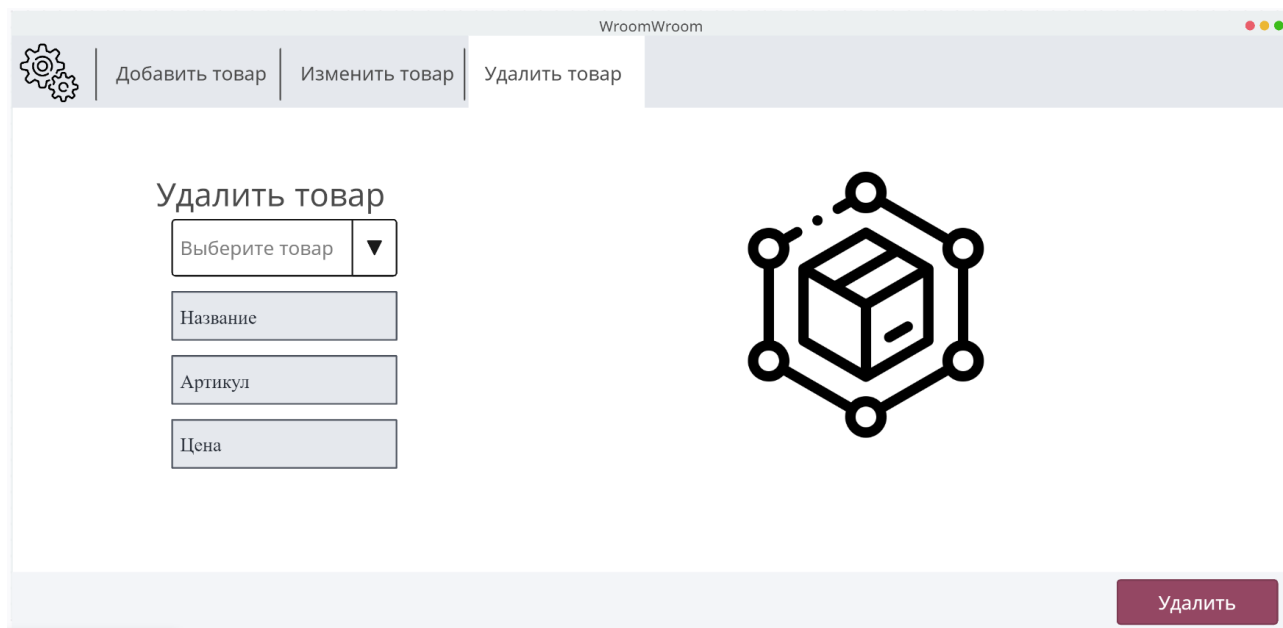 WroomWroom
Добавить товар Изменить товар Удалить товар
Удалить товар
Выберите товар
Название
Артикул
Цена
Удалить